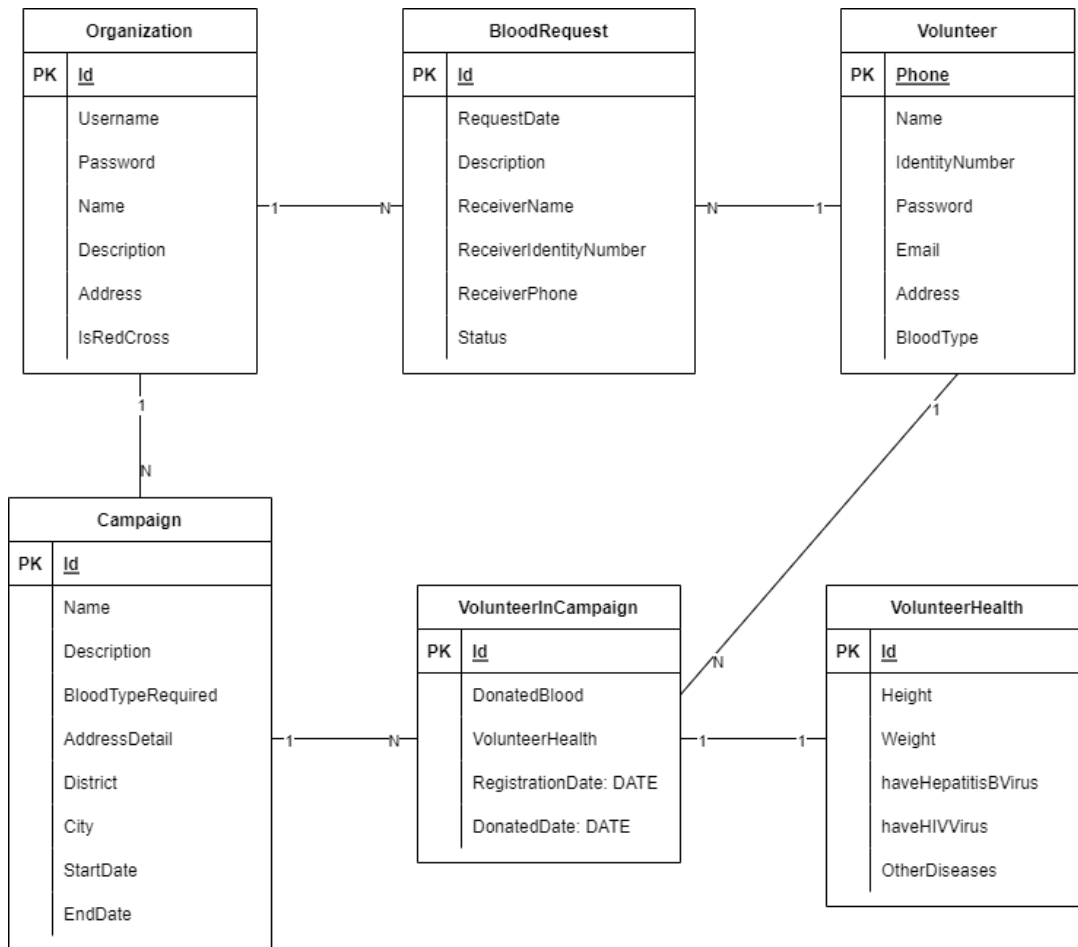 Organization
PK Id
Username
Password
Name
Description
Address
IsRedCross
BloodRequest
PK Id
RequestDate
Description
ReceiverName
ReceiverIdentityNumber
ReceiverPhone
Status
Volunteer
PK Phone
Name
IdentityNumber
Password
Email
Address
BloodType
1 N
N 1
1
N
1
N
Campaign
PK Id
Name
Description
BloodTypeRequired
AddressDetail
District
City
StartDate
EndDate
1 N
VolunteerInCampaign
PK Id
DonatedBlood
VolunteerHealth
RegistrationDate: DATE
DonatedDate: DATE
1 1
VolunteerHealth
PK Id
Height
Weight
haveHepatitisBVirus
haveHIVVirus
OtherDiseases